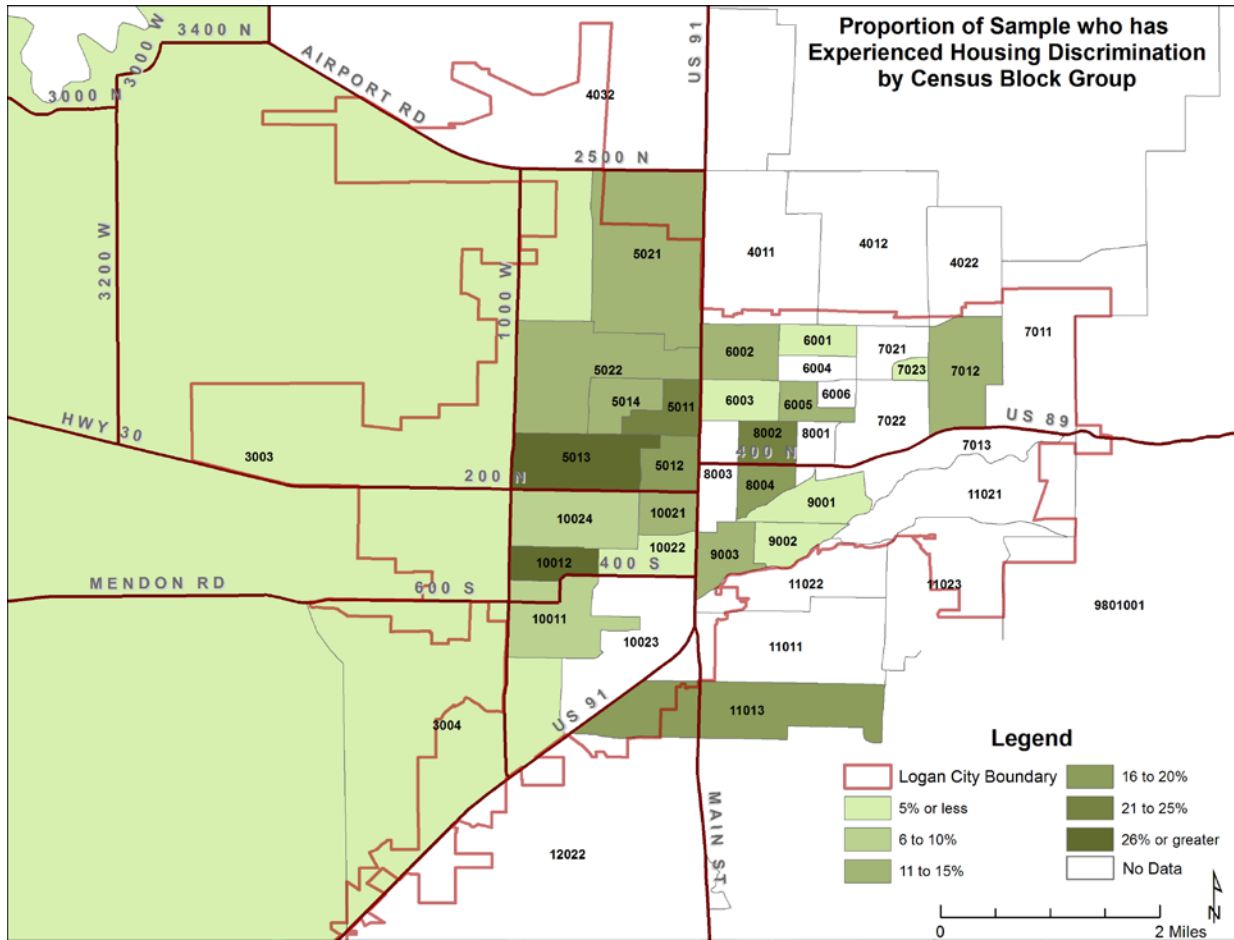 Proportion of Sample who has
Experienced Housing Discrimination
by Census Block Group
3400 N
3000 W
3000 N
AIRPORT RD
US 91
4032
2500 N
3200 W
1000 W
5021
4011
4012
4022
7011
6002
6001
7021
6004
7023
7012
5022
5014
5011
6003
6005
6006
7022
US 89
HWY 30
3003
5013
5012
8002
8001
400 N
7013
200 N
8003
8004
9001
11021
10024
10021
10022
9003
9002
10012
400 S
MENDON RD
600 S
11022
11023
9801001
10011
10023
11011
3004
US 91
11013
MAIN ST
12022
Legend
Logan City Boundary
5% or less
6 to 10%
11 to 15%
16 to 20%
21 to 25%
26% or greater
No Data
N
0
2 Miles